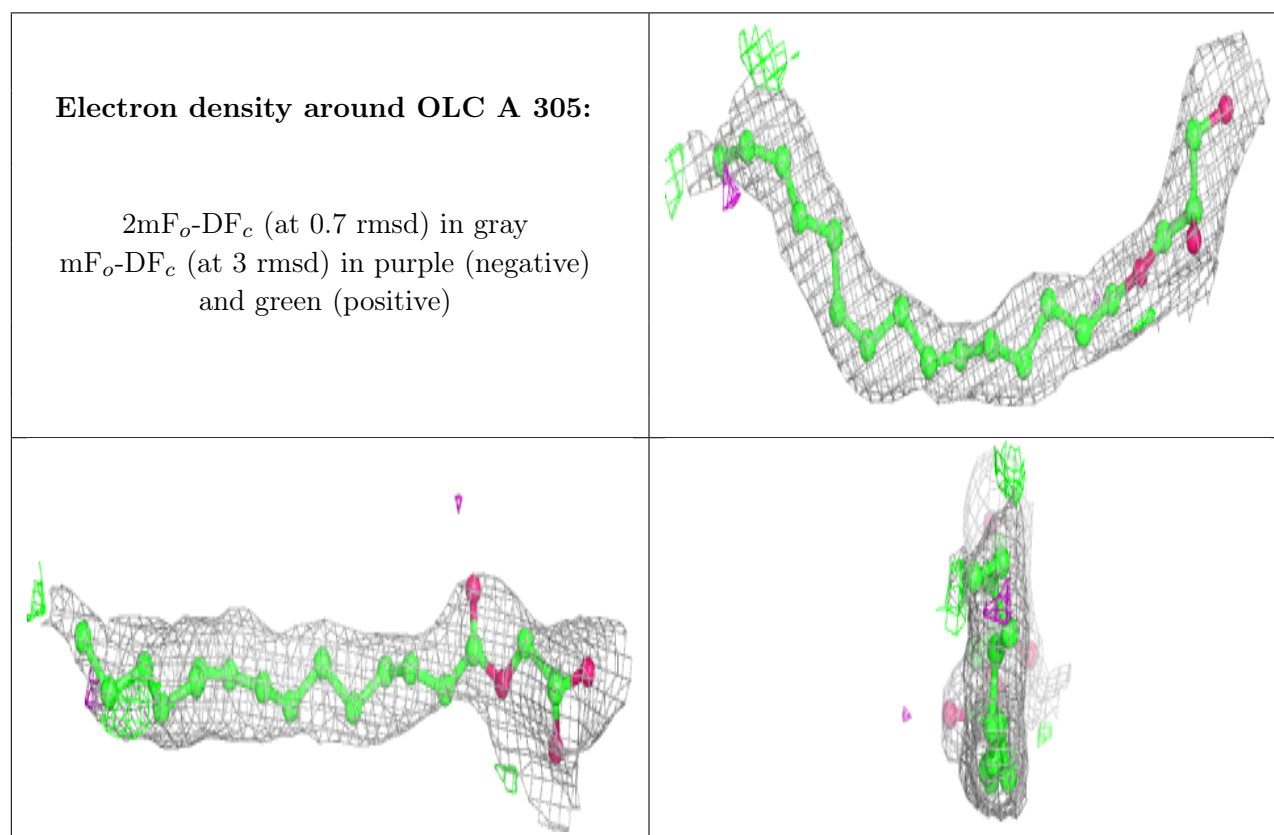 Electron density around OLC A 305:
2mFo-DFc (at 0.7 rmsd) in gray
mFo-DFc (at 3 rmsd) in purple (negative)
and green (positive)